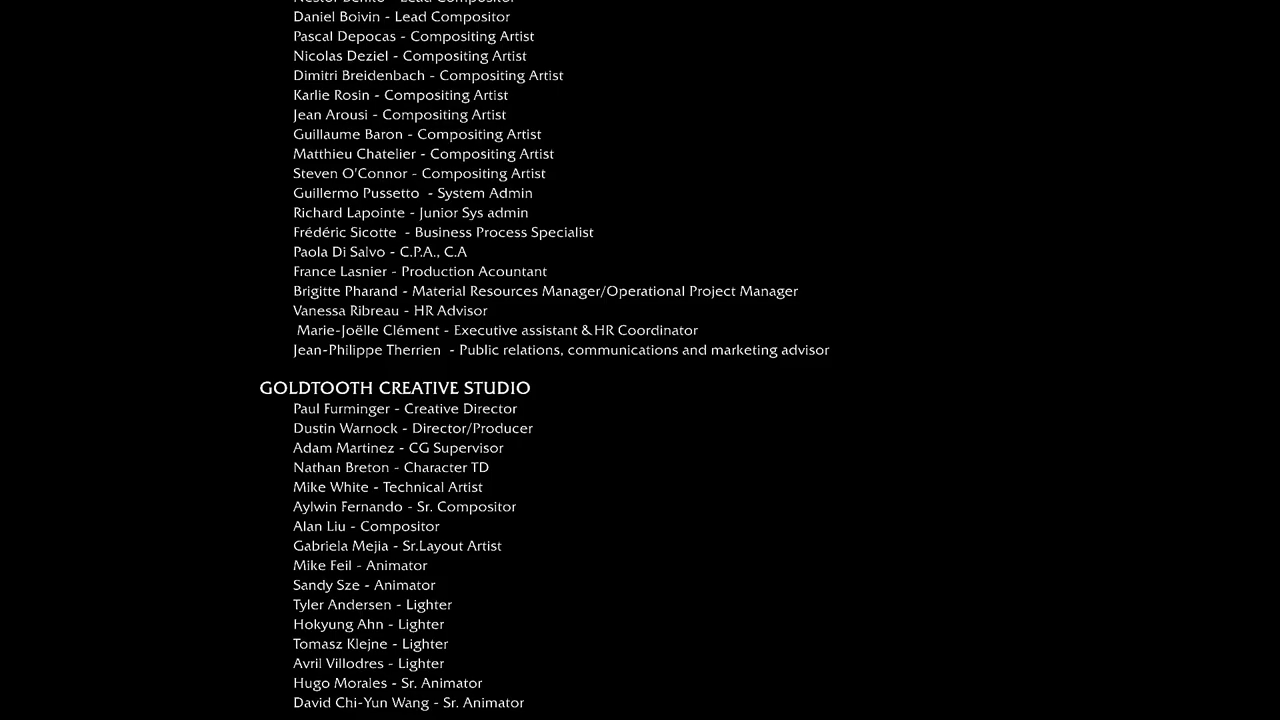 Daniel Boivin - Lead Compositor
Pascal Depocas - Compositing Artist
Nicolas Deziel - Compositing Artist
Dimitri Breidenbach - Compositing Artist
Karlie Rosin - Compositing Artist
Jean Arousi - Compositing Artist
Guillaume Baron - Compositing Artist
Matthieu Chatelier - Compositing Artist
Steven O'Connor - Compositing Artist
Guillermo Pussetto  - System Admin
Richard Lapointe - Junior Sys admin
Frédéric Sicotte  - Business Process Specialist
Paola Di Salvo - C.P.A., C.A
France Lasnier - Production Acountant
Brigitte Pharand - Material Resources Manager/Operational Project Manager
Vanessa Ribreau - HR Advisor
Marie-Joëlle Clément - Executive assistant & HR Coordinator
Jean-Philippe Therrien  - Public relations, communications and marketing advisor
GOLDTOOTH CREATIVE STUDIO
Paul Furminger - Creative Director
Dustin Warnock - Director/Producer
Adam Martinez - CG Supervisor
Nathan Breton - Character TD
Mike White - Technical Artist
Aylwin Fernando - Sr. Compositor
Alan Liu - Compositor
Gabriela Mejia - Sr.Layout Artist
Mike Feil - Animator
Sandy Sze - Animator
Tyler Andersen - Lighter
Hokyung Ahn - Lighter
Tomasz Klejne - Lighter
Avril Villodres - Lighter
Hugo Morales - Sr. Animator
David Chi-Yun Wang - Sr. Animator